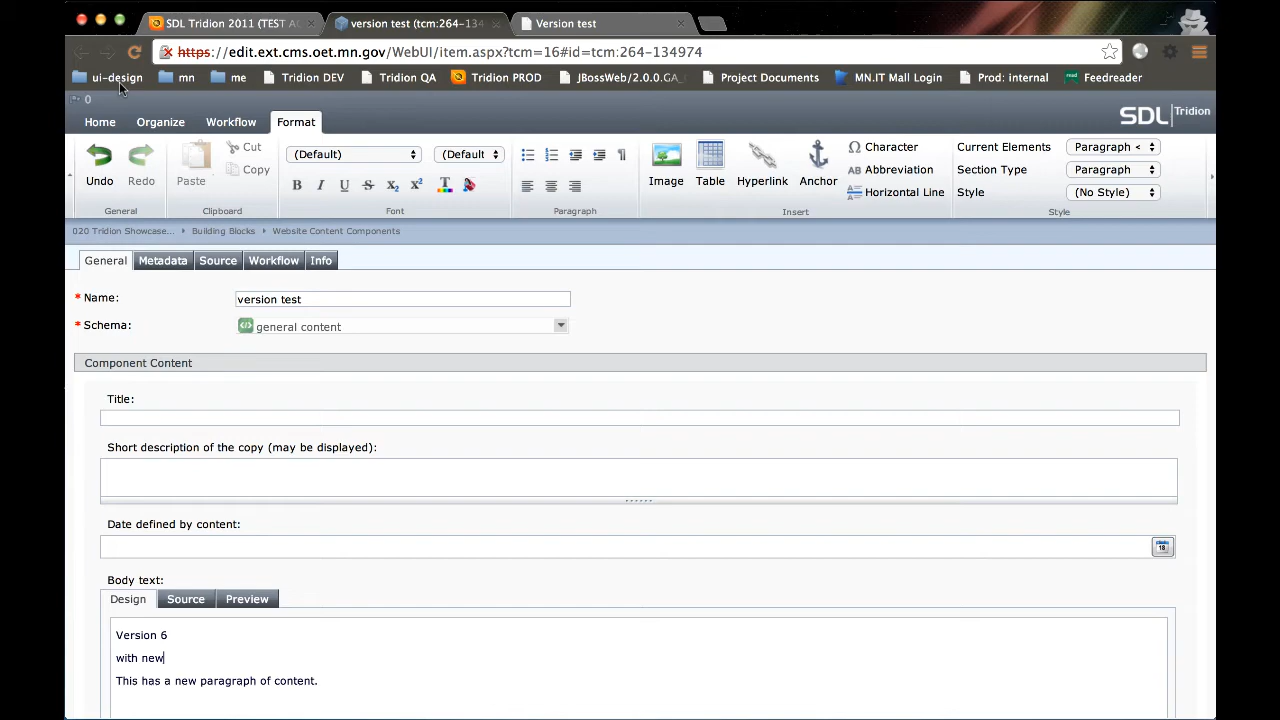 SDL Tridion 2011 (TEST A
version test (tcm:264-134
Version test
https://edit.ext.cms.oet.mn.gov/WebUI/item.aspx?tcm=16#id=tcm:264-134974
ui-design mn me Tridion DEV Tridion QA Tridion PROD JBossWeb/2.0.0.GA_ Project Documents MN.IT Mall Login Prod: internal Feedreader
0
Home Organize Workflow Format
SDL Tridion
Undo Redo Paste Cut Copy
(Default) (Default
B I U S x2 x2
Image Table Hyperlink Anchor
Character
Abbreviation
Horizontal Line
Current Elements Paragraph <
Section Type Paragraph
Style (No Style)
General Clipboard Font Paragraph Insert Style
020 Tridion Showcase... Building Blocks Website Content Components
General Metadata Source Workflow Info
* Name: version test
* Schema: general content
Component Content
Title:
Short description of the copy (may be displayed):
Date defined by content:
18
Body text:
Design Source Preview
Version 6
with new
This has a new paragraph of content.